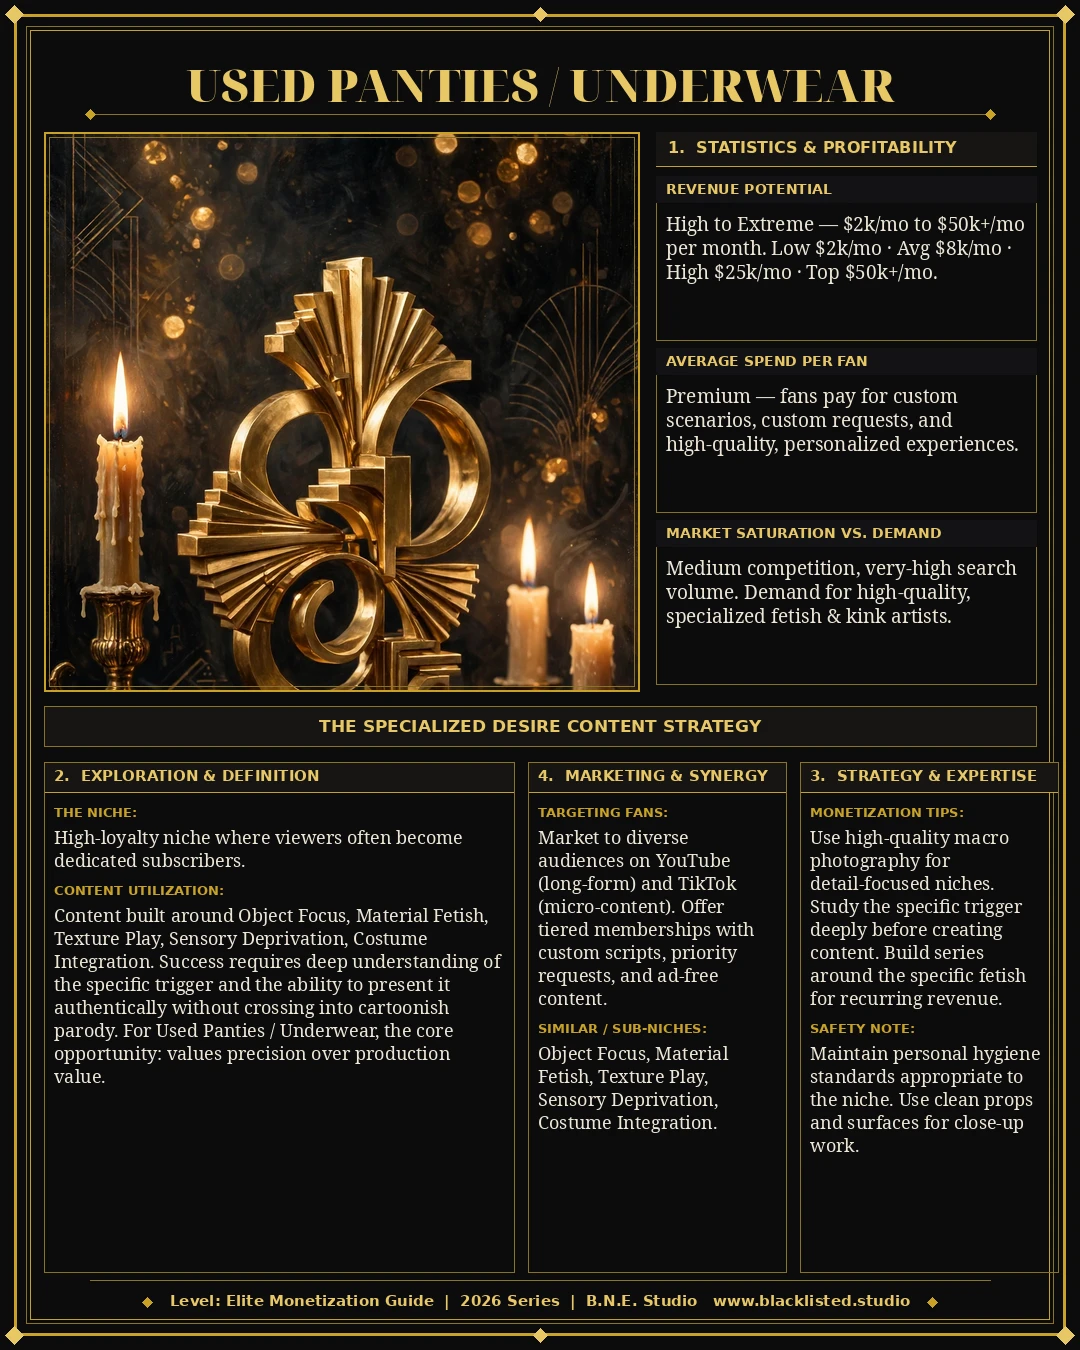 USED PANTIES / UNDERWEAR
1. STATISTICS & PROFITABILITY
REVENUE POTENTIAL
High to Extreme — $2k/mo to $50k+/mo
per month. Low $2k/mo · Avg $8k/mo ·
High $25k/mo · Top $50k+/mo.
AVERAGE SPEND PER FAN
Premium — fans pay for custom
scenarios, custom requests, and
high-quality, personalized experiences.
MARKET SATURATION VS. DEMAND
Medium competition, very-high search
volume. Demand for high-quality,
specialized fetish & kink artists.
THE SPECIALIZED DESIRE CONTENT STRATEGY
2. EXPLORATION & DEFINITION
THE NICHE:
High-loyalty niche where viewers often become
dedicated subscribers.
CONTENT UTILIZATION:
Content built around Object Focus, Material Fetish,
Texture Play, Sensory Deprivation, Costume
Integration. Success requires deep understanding of
the specific trigger and the ability to present it
authentically without crossing into cartoonish
parody. For Used Panties / Underwear, the core
opportunity: values precision over production
value.
4. MARKETING & SYNERGY
TARGETING FANS:
Market to diverse
audiences on YouTube
(long-form) and TikTok
(micro-content). Offer
tiered memberships with
custom scripts, priority
requests, and ad-free
content.
SIMILAR / SUB-NICHES:
Object Focus, Material
Fetish, Texture Play,
Sensory Deprivation,
Costume Integration.
3. STRATEGY & EXPERTISE
MONETIZATION TIPS:
Use high-quality macro
photography for
detail-focused niches.
Study the specific trigger
deeply before creating
content. Build series
around the specific fetish
for recurring revenue.
SAFETY NOTE:
Maintain personal hygiene
standards appropriate to
the niche. Use clean props
and surfaces for close-up
work.
Level: Elite Monetization Guide | 2026 Series | B.N.E. Studio www.blacklisted.studio